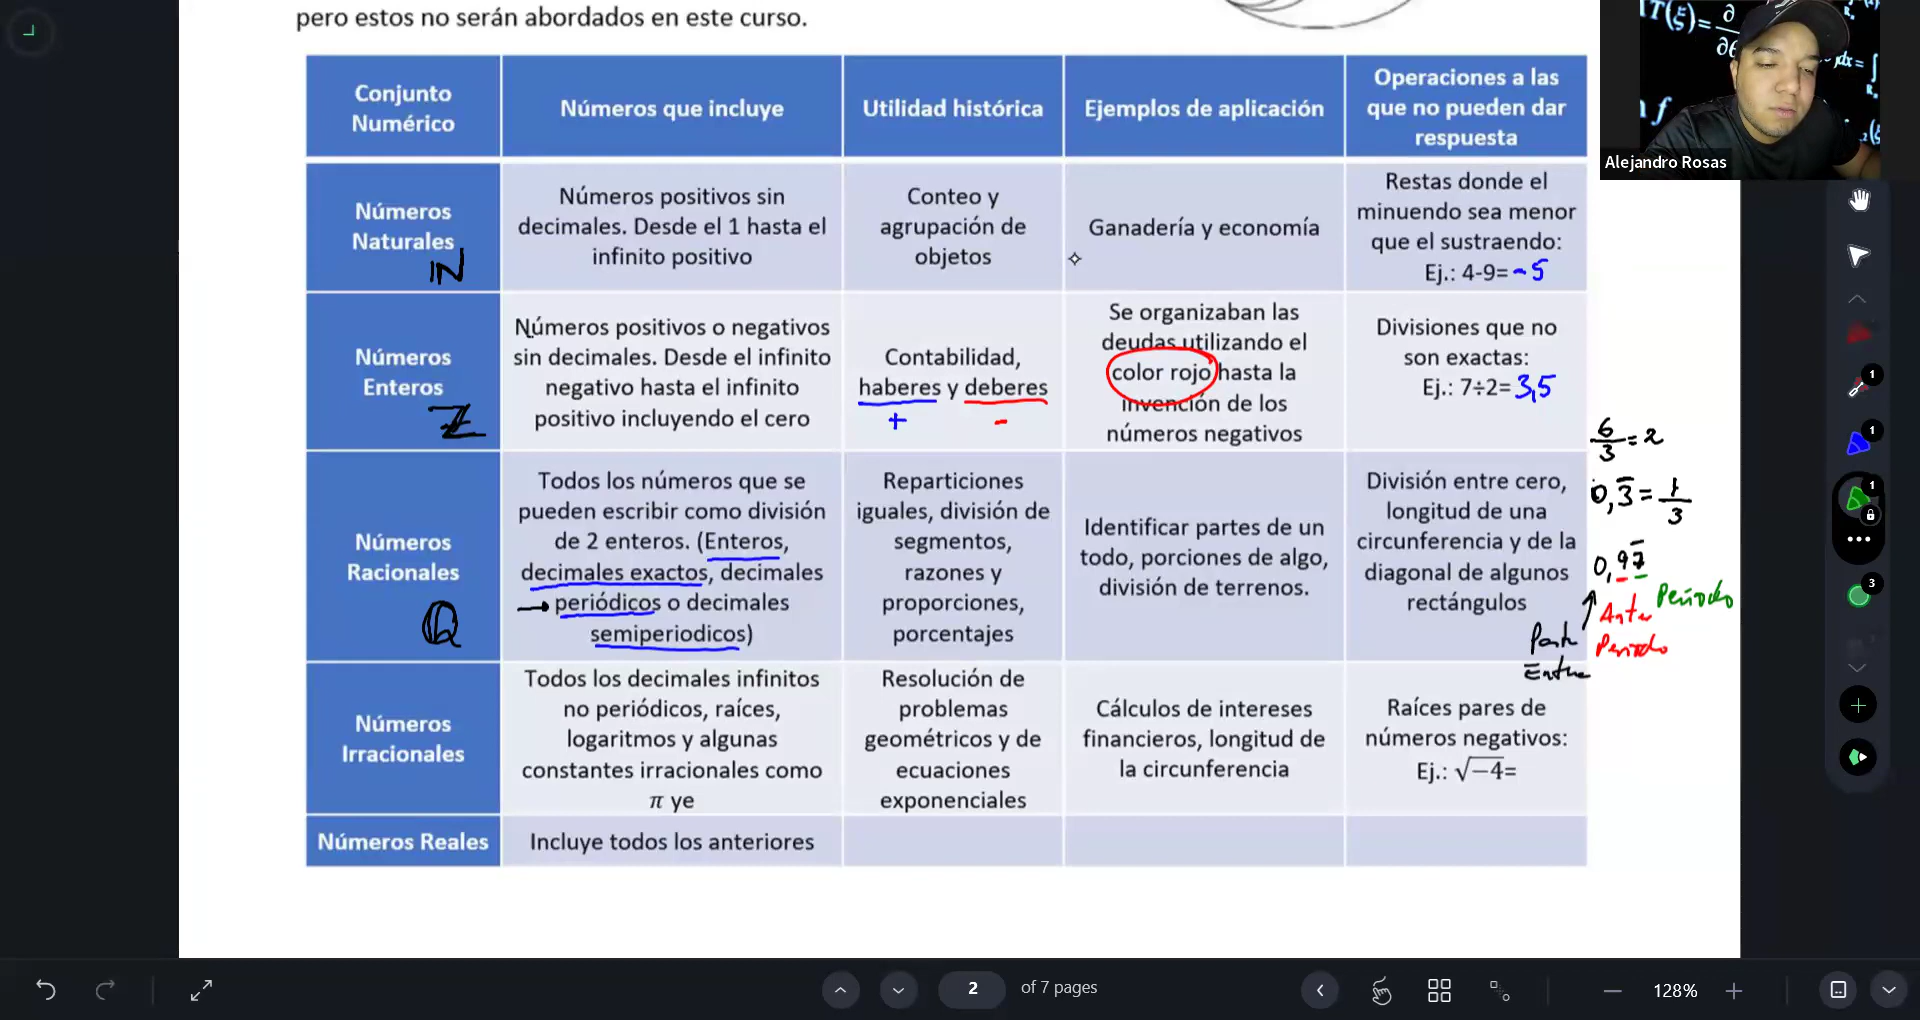 pero estos no serán abordados en este curso.
Conjunto
Numérico
Números que incluye
Utilidad histórica
Ejemplos de aplicación
Operaciones a las
que no pueden dar
respuesta
Números
Naturales
IN
Números positivos sin
decimales. Desde el 1 hasta el
infinito positivo
Conteo y
agrupación de
objetos
Ganadería y economía
Restas donde el
minuendo sea menor
que el sustraendo:
Ej.: 4-9= -5
Números
Enteros
Z
Números positivos o negativos
sin decimales. Desde el infinito
negativo hasta el infinito
positivo incluyendo el cero
Contabilidad,
haberes y deberes
+ -
Se organizaban las
deudas utilizando el
color rojo hasta la
invención de los
números negativos
Divisiones que no
son exactas:
Ej.: 7÷2= 3,5
6/3 = 2
Números
Racionales
Q
Todos los números que se
pueden escribir como división
de 2 enteros. (Enteros,
decimales exactos, decimales
periódicos o decimales
semiperiodicos)
Reparticiones
iguales, división de
segmentos,
razones y
proporciones,
porcentajes
Identificar partes de un
todo, porciones de algo,
división de terrenos.
División entre cero,
longitud de una
circunferencia y de la
diagonal de algunos
rectángulos
0,3̅ = 1/3
0,97̅
Periodo
Ante
Periodo
Parte
Números
Irracionales
Todos los decimales infinitos
no periódicos, raíces,
logaritmos y algunas
constantes irracionales como
π y e
Resolución de
problemas
geométricos y de
ecuaciones
exponenciales
Cálculos de intereses
financieros, longitud de
la circunferencia
Raíces pares de
números negativos:
Ej.: √−4=
Números Reales
Incluye todos los anteriores
Alejandro Rosas
1
1
1
3
2
of 7 pages
128%